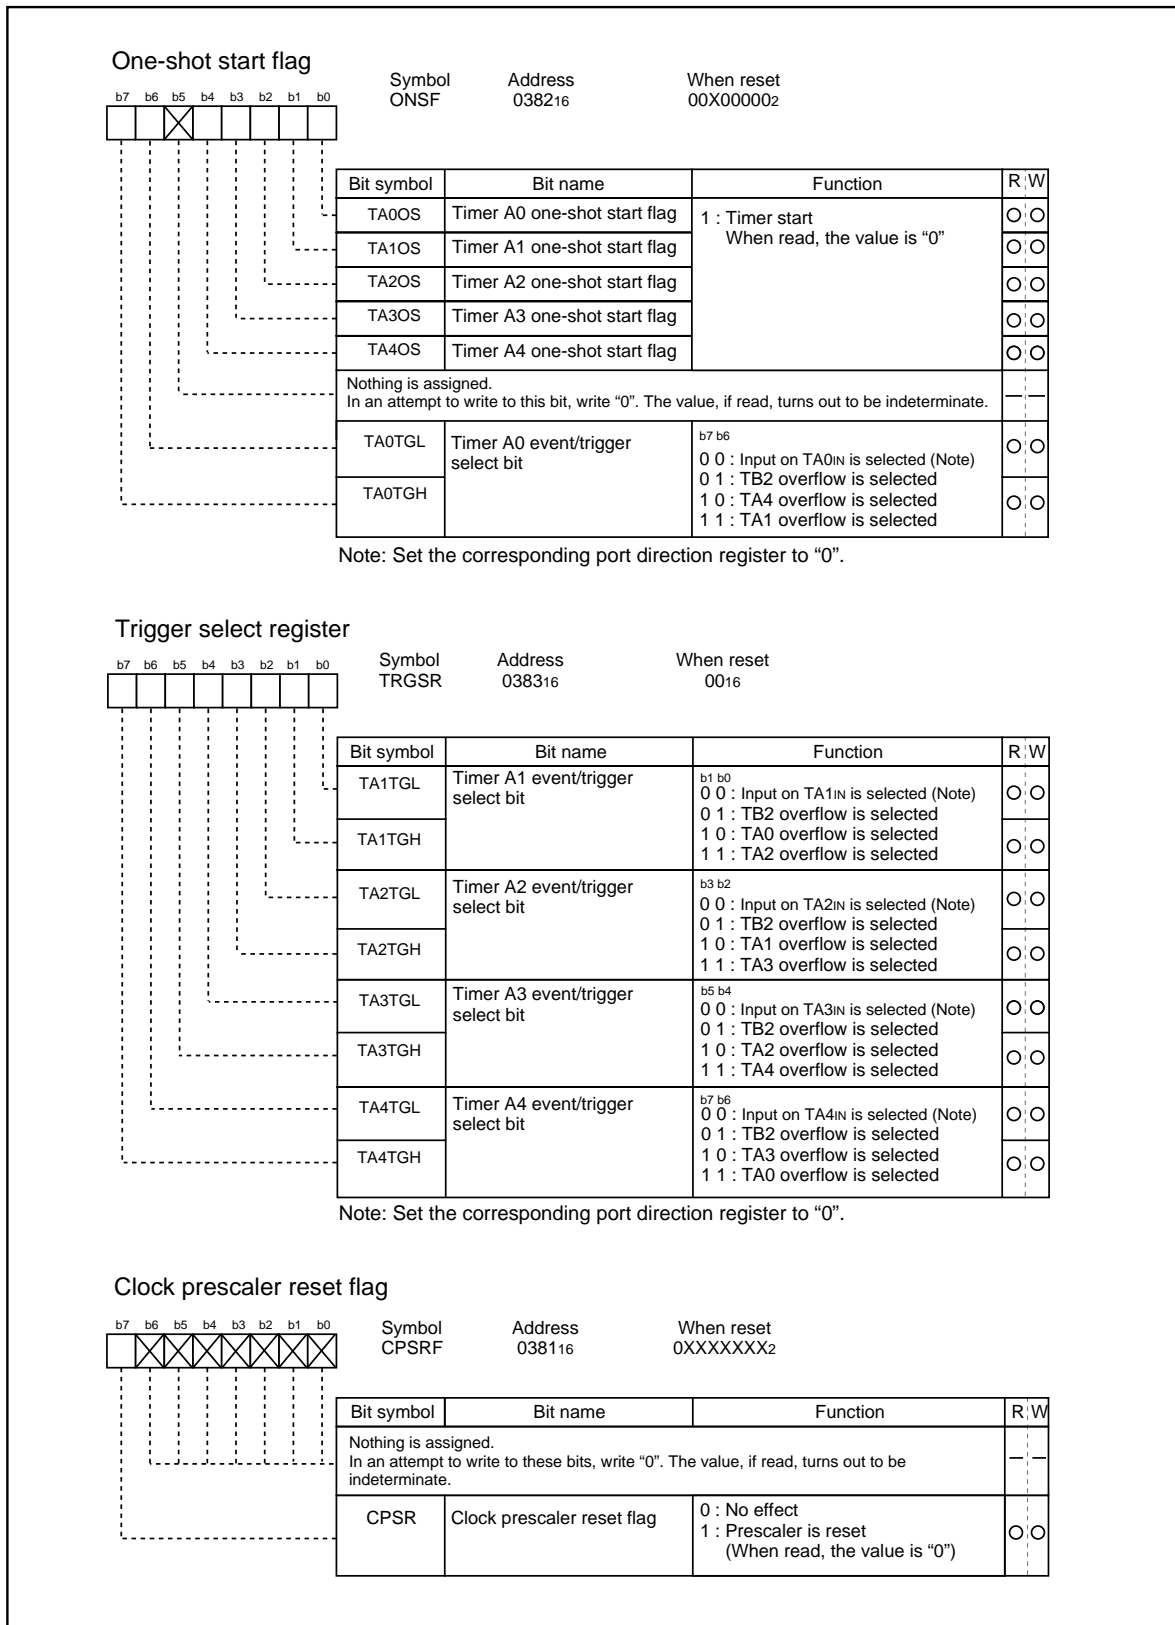 One-shot start flag
Symbol Address When reset
ONSF 038216 00X000002
b7 b6 b5 b4 b3 b2 b1 b0
Bit symbol Bit name Function R W
TA0OS Timer A0 one-shot start flag 1 : Timer start
When read, the value is “0”
TA1OS Timer A1 one-shot start flag
TA2OS Timer A2 one-shot start flag
TA3OS Timer A3 one-shot start flag
TA4OS Timer A4 one-shot start flag
Nothing is assigned.
In an attempt to write to this bit, write “0”. The value, if read, turns out to be indeterminate.
TA0TGL Timer A0 event/trigger
select bit
b7 b6
0 0 : Input on TA0IN is selected (Note)
0 1 : TB2 overflow is selected
TA0TGH 1 0 : TA4 overflow is selected
1 1 : TA1 overflow is selected
Note: Set the corresponding port direction register to “0”.
Trigger select register
Symbol Address When reset
TRGSR 038316 0016
b7 b6 b5 b4 b3 b2 b1 b0
Bit symbol Bit name Function R W
TA1TGL Timer A1 event/trigger
select bit
b1 b0
0 0 : Input on TA1IN is selected (Note)
0 1 : TB2 overflow is selected
TA1TGH 1 0 : TA0 overflow is selected
1 1 : TA2 overflow is selected
TA2TGL Timer A2 event/trigger
select bit
b3 b2
0 0 : Input on TA2IN is selected (Note)
0 1 : TB2 overflow is selected
TA2TGH 1 0 : TA1 overflow is selected
1 1 : TA3 overflow is selected
TA3TGL Timer A3 event/trigger
select bit
b5 b4
0 0 : Input on TA3IN is selected (Note)
0 1 : TB2 overflow is selected
TA3TGH 1 0 : TA2 overflow is selected
1 1 : TA4 overflow is selected
TA4TGL Timer A4 event/trigger
select bit
b7 b6
0 0 : Input on TA4IN is selected (Note)
0 1 : TB2 overflow is selected
TA4TGH 1 0 : TA3 overflow is selected
1 1 : TA0 overflow is selected
Note: Set the corresponding port direction register to “0”.
Clock prescaler reset flag
Symbol Address When reset
CPSRF 038116 0XXXXXXX2
b7 b6 b5 b4 b3 b2 b1 b0
Bit symbol Bit name Function R W
Nothing is assigned.
In an attempt to write to these bits, write “0”. The value, if read, turns out to be
indeterminate.
CPSR Clock prescaler reset flag 0 : No effect
1 : Prescaler is reset
(When read, the value is “0”)